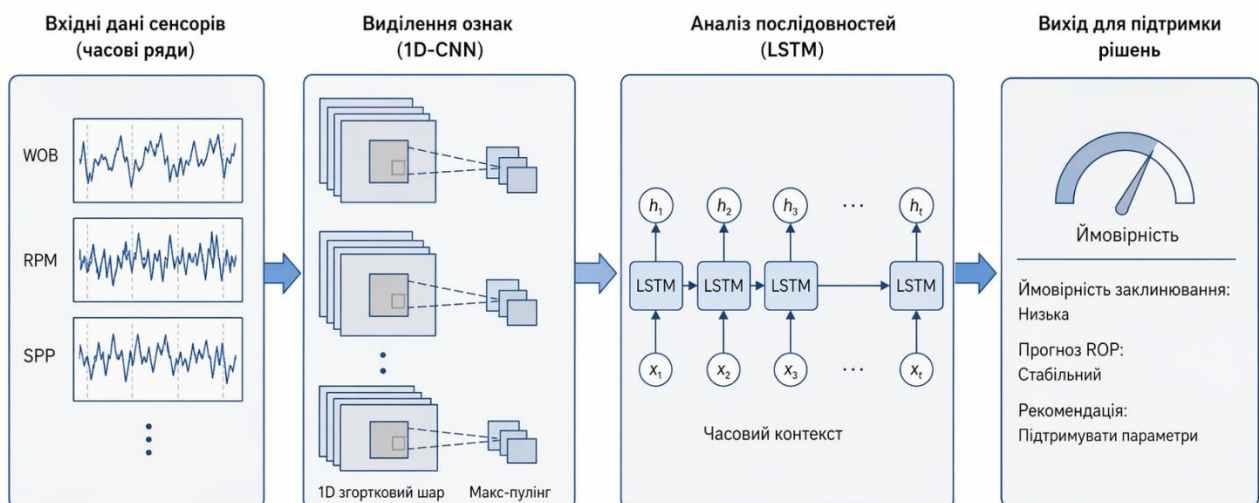 Вхідні дані сенсорів
(часові ряди)
Виділення ознак
(1D-CNN)
Аналіз послідовностей
(LSTM)
Вихід для підтримки
рішень
WOB
RPM
SPP
1D згортковий шар
Макс-пулінг
h₁
h₂
h₃
...
hₜ
LSTM
LSTM
LSTM
LSTM
x₁
x₂
x₃
...
xₜ
Часовий контекст
Ймовірність
Ймовірність заклинювання:
Низька
Прогноз ROP:
Стабільний
Рекомендація:
Підтримувати параметри